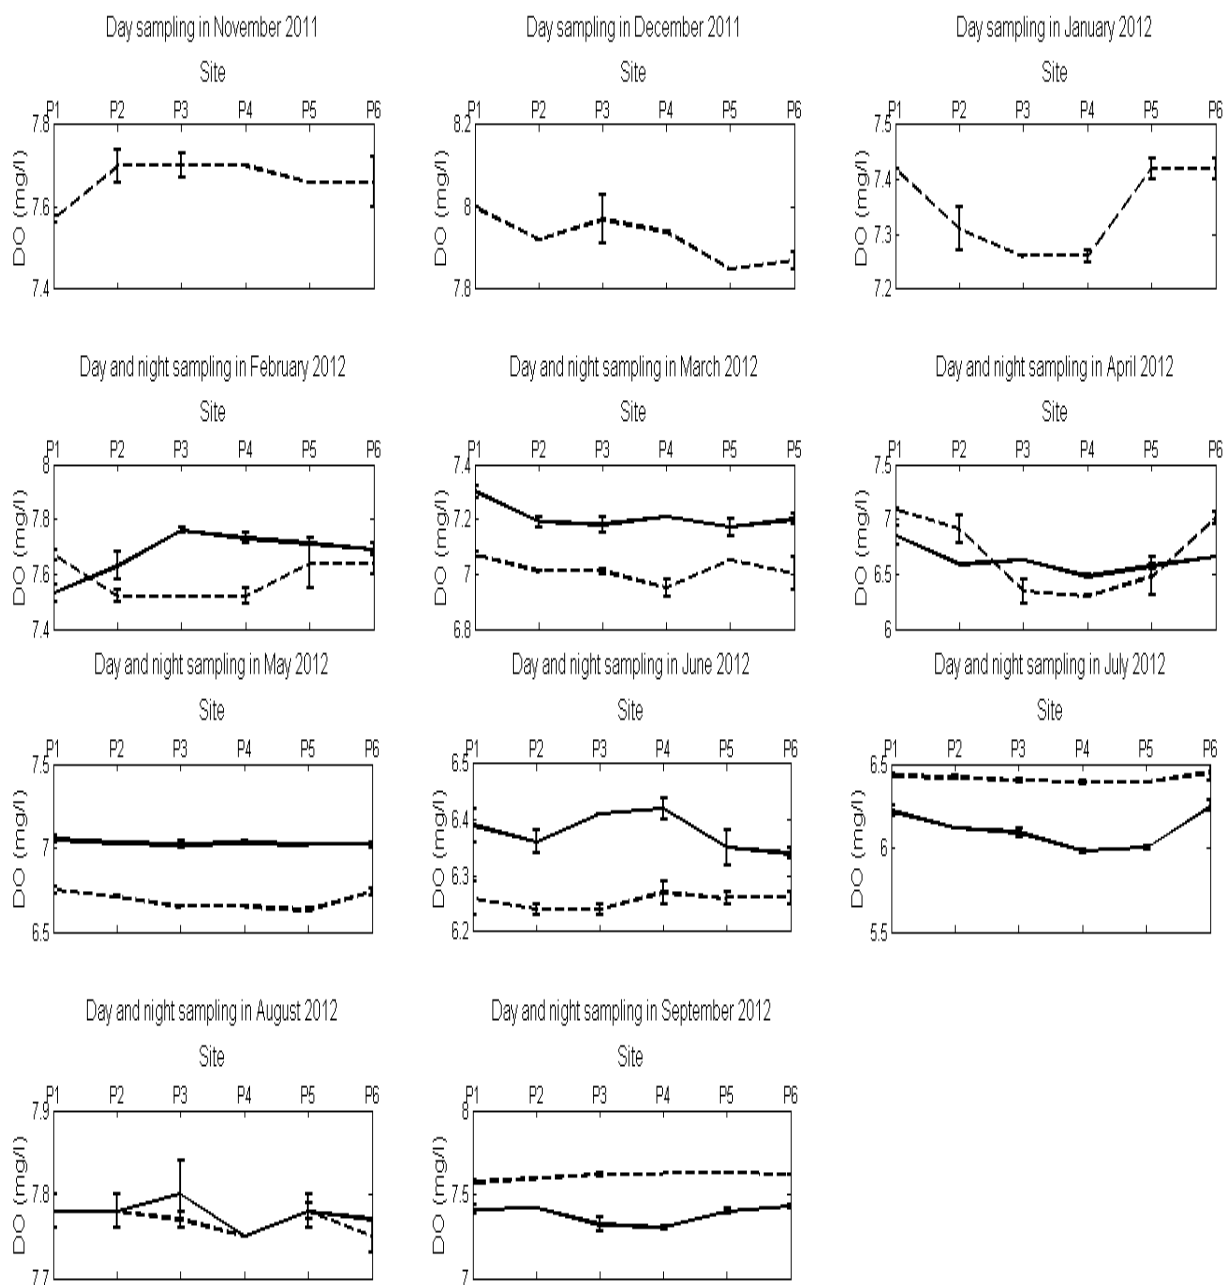 Day sampling in November 2011
Site
P1 P2 P3 P4 P5 P6
7.8
7.6
7.4
DO (mg/l)
Day sampling in December 2011
Site
P1 P2 P3 P4 P5 P6
8.2
8
7.8
DO (mg/l)
Day sampling in January 2012
Site
P1 P2 P3 P4 P5 P6
7.5
7.4
7.3
7.2
DO (mg/l)
Day and night sampling in February 2012
Site
P1 P2 P3 P4 P5 P6
8
7.8
7.6
7.4
DO (mg/l)
Day and night sampling in March 2012
Site
P1 P2 P3 P4 P5 P5
7.4
7.2
7
6.8
DO (mg/l)
Day and night sampling in April 2012
Site
P1 P2 P3 P4 P5 P6
7.5
7
6.5
6
DO (mg/l)
Day and night sampling in May 2012
Site
P1 P2 P3 P4 P5 P6
7.5
7
6.5
DO (mg/l)
Day and night sampling in June 2012
Site
P1 P2 P3 P4 P5 P6
6.5
6.4
6.3
6.2
DO (mg/l)
Day and night sampling in July 2012
Site
P1 P2 P3 P4 P5 P6
6.5
6
5.5
DO (mg/l)
Day and night sampling in August 2012
Site
P1 P2 P3 P4 P5 P6
7.9
7.8
7.7
DO (mg/l)
Day and night sampling in September 2012
Site
P1 P2 P3 P4 P5 P6
8
7.5
7
DO (mg/l)